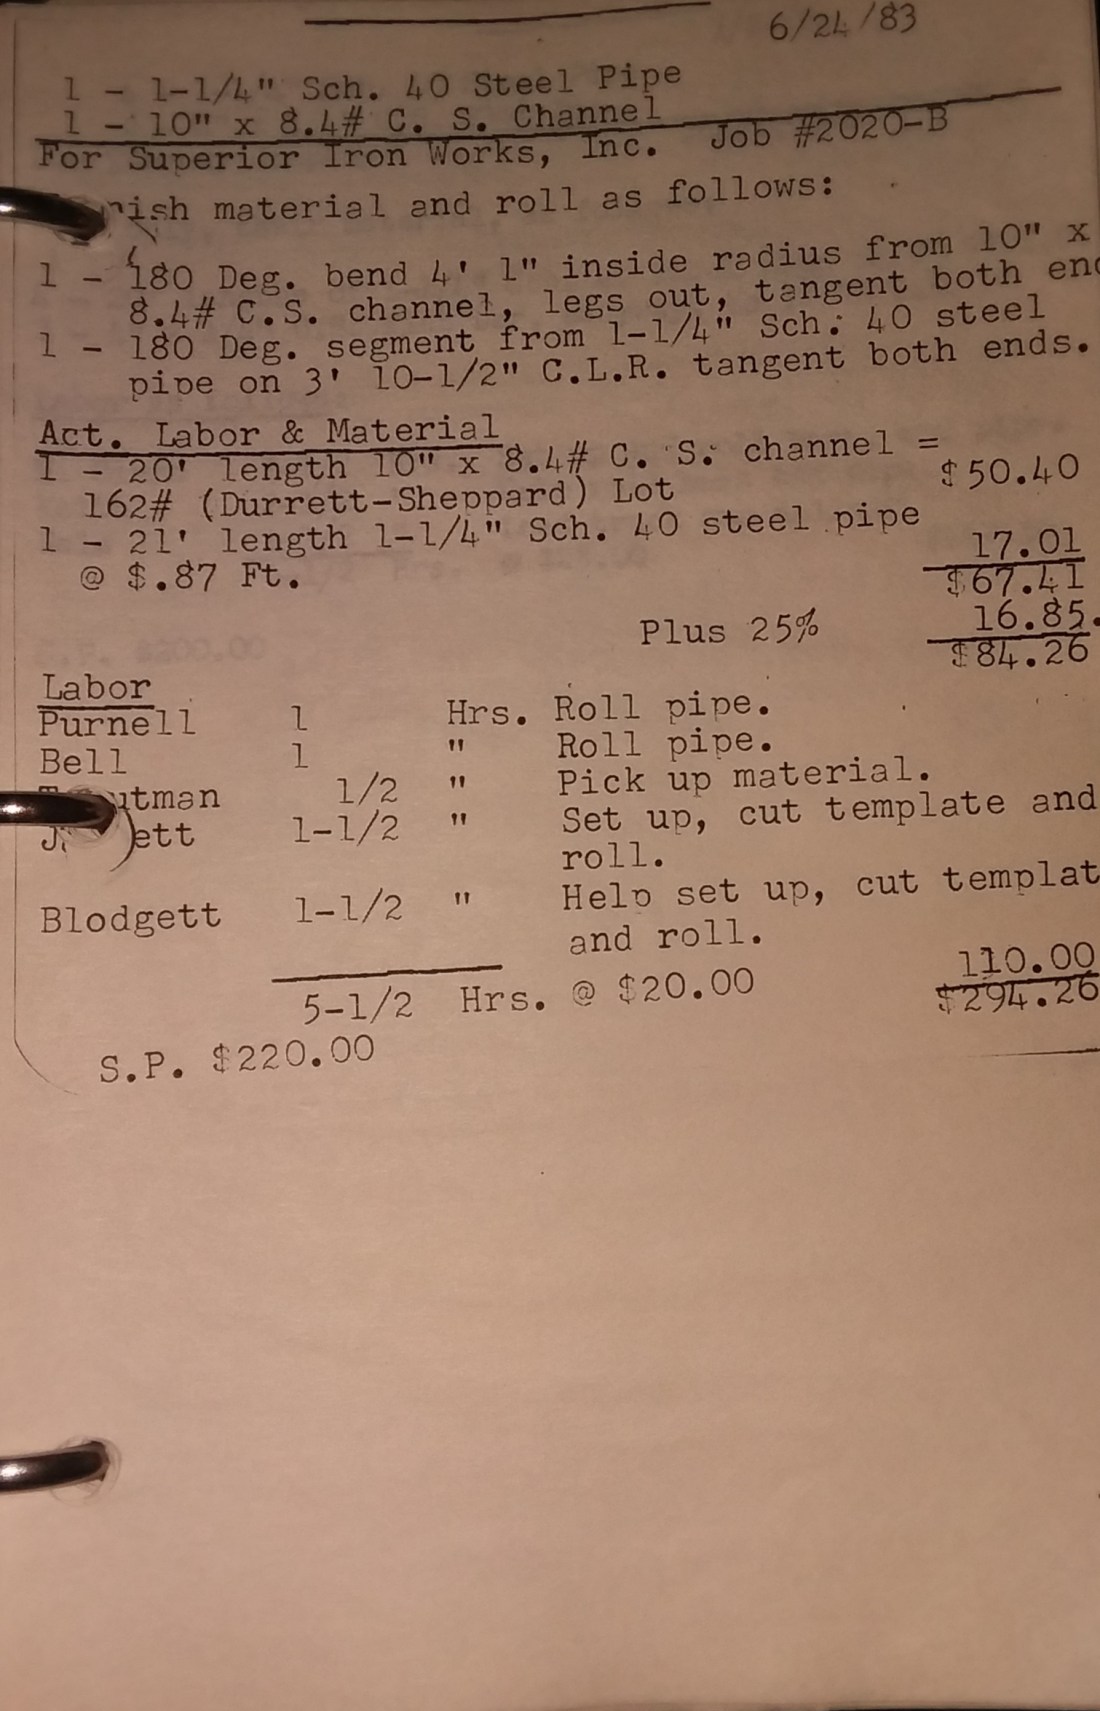 6/24/83
1 - 1-1/4" Sch. 40 Steel Pipe
1 - 10" x 8.4# C. S. Channel
For Superior Iron Works, Inc. Job #2020-B
nish material and roll as follows:
1 - 180 Deg. bend 4' 1" inside radius from 10" x
8.4# C.S. channel, legs out, tangent both end
1 - 180 Deg. segment from 1-1/4" Sch. 40 steel
pipe on 3' 10-1/2" C.L.R. tangent both ends.
Act. Labor & Material
1 - 20' length 10" x 8.4# C. S. channel =
162# (Durrett-Sheppard) Lot $50.40
1 - 21' length 1-1/4" Sch. 40 steel pipe
@ $.87 Ft. 17.01
$67.41
Plus 25% 16.85.
$84.26
Labor
Purnell 1 Hrs. Roll pipe.
Bell 1 " Roll pipe.
utman 1/2 " Pick up material.
J ett 1-1/2 " Set up, cut template and
roll.
Blodgett 1-1/2 " Help set up, cut templat
and roll.
5-1/2 Hrs. @ $20.00 110.00
$294.26
S.P. $220.00